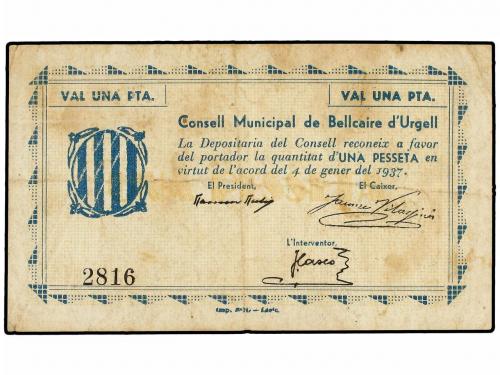 VAL UNA PTA. VAL UNA PTA.
Consell Municipal de Bellcaire d'Urgell
La Depositaria del Consell reconeix a favor
del portador la quantitat d'UNA PESSETA en
virtut de l'acord del 4 de gener del 1937.
El President, El Caixer,
L'Interventor,
2816
Imp.